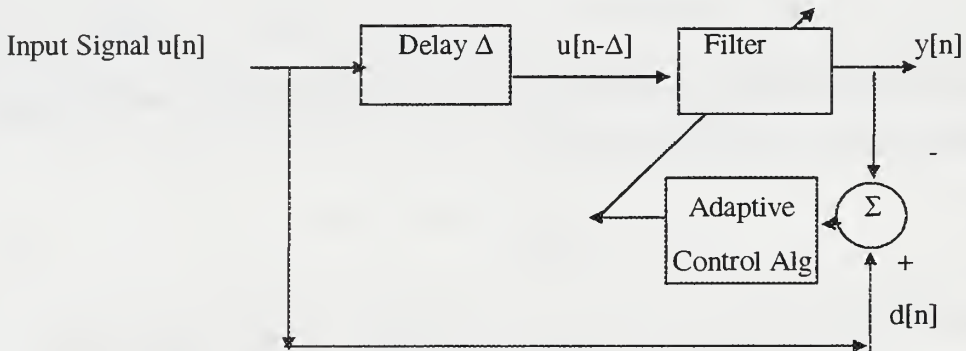 Input Signal u[n]
Delay Δ
u[n-Δ]
Filter
y[n]
-
Adaptive
Control Alg
Σ
+
d[n]